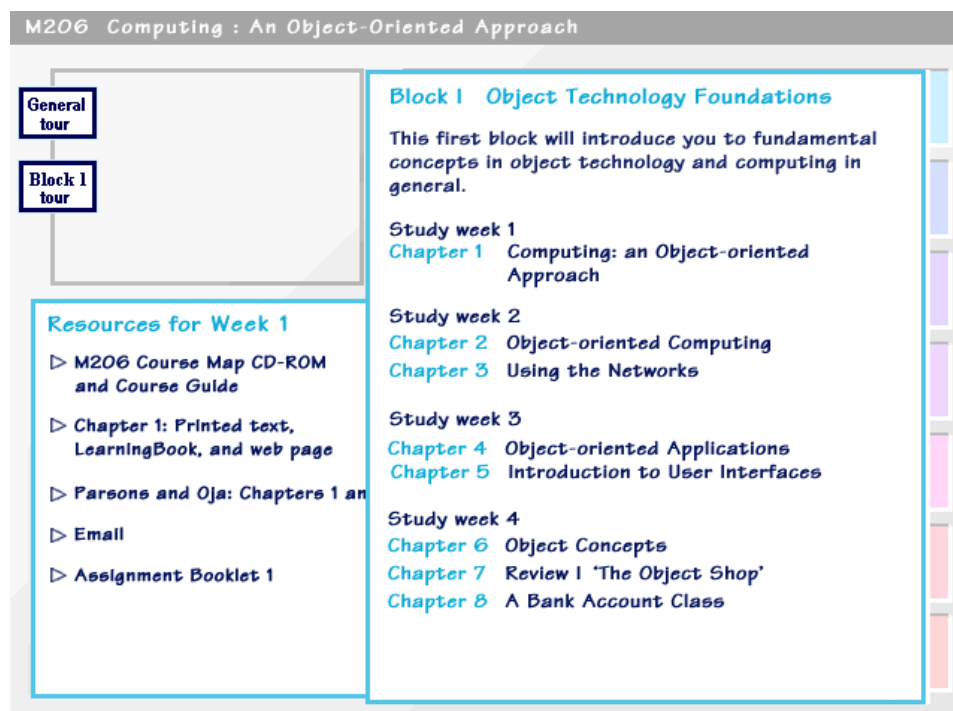 M206 Computing : An Object-Oriented Approach
General
tour
Block 1
tour
Resources for Week 1
M206 Course Map CD-ROM
and Course Guide
Chapter 1: Printed text,
LearningBook, and web page
Parsons and Oja: Chapters 1 an
Email
Assignment Booklet 1
Block I Object Technology Foundations
This first block will introduce you to fundamental
concepts in object technology and computing in
general.
Study week 1
Chapter 1 Computing: an Object-oriented
Approach
Study week 2
Chapter 2 Object-oriented Computing
Chapter 3 Using the Networks
Study week 3
Chapter 4 Object-oriented Applications
Chapter 5 Introduction to User Interfaces
Study week 4
Chapter 6 Object Concepts
Chapter 7 Review I ‘The Object Shop’
Chapter 8 A Bank Account Class